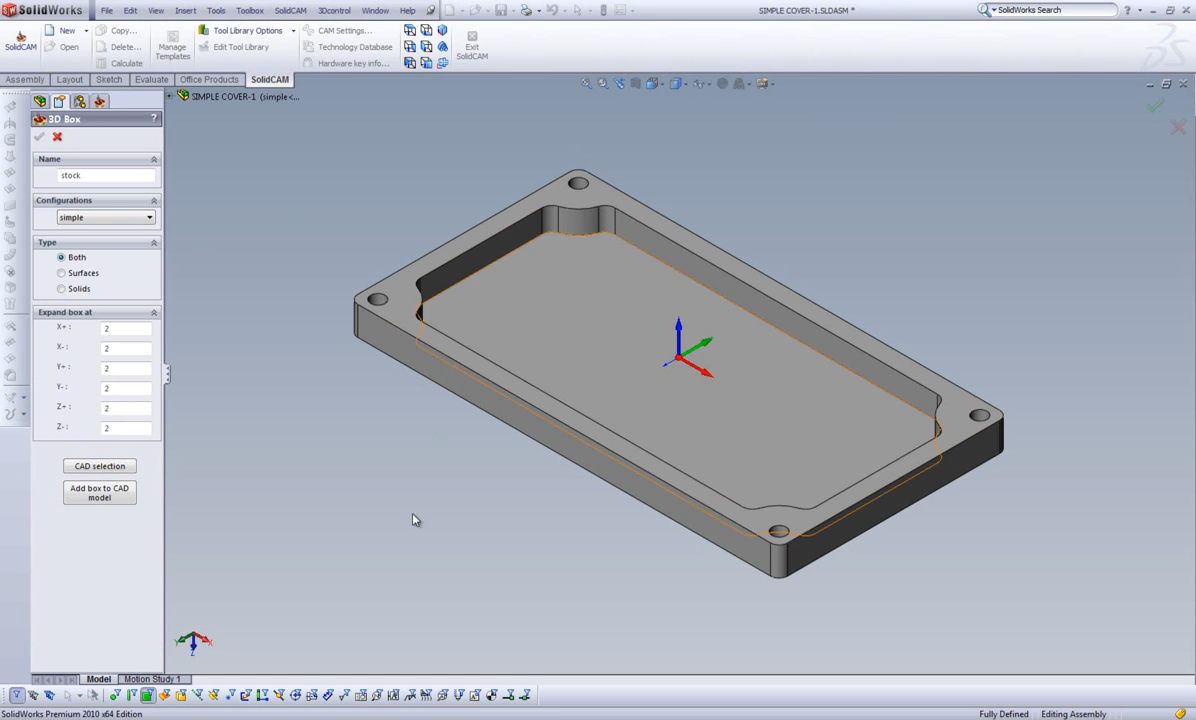 SolidWorks File Edit View Insert Tools Toolbox SolidCAM 3Dcontrol Window Help SIMPLE COVER-1.SLDASM * SolidWorks Search
SolidCAM
New
Open
Copy...
Delete...
Calculate
Manage
Templates
Tool Library Options
Edit Tool Library
CAM Settings...
Technology Database
Hardware key info...
Exit
SolidCAM
Assembly Layout Sketch Evaluate Office Products SolidCAM
SIMPLE COVER-1 (simple<...
3D Box ?
Name
stock
Configurations
simple
Type
Both
Surfaces
Solids
Expand box at
X+ : 2
X- : 2
Y+ : 2
Y- : 2
Z+ : 2
Z- : 2
CAD selection
Add box to CAD
model
Y X
Z
Model Motion Study 1
SolidWorks Premium 2010 x64 Edition Fully Defined Editing Assembly